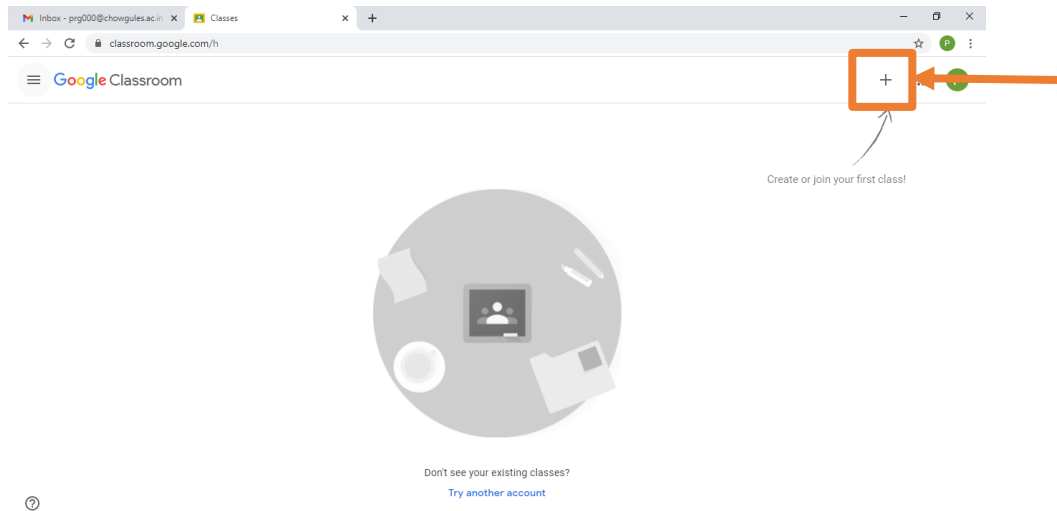 Inbox - prg000@chowgules.ac.in
Classes
classroom.google.com/h
P
Google Classroom
Create or join your first class!
Don't see your existing classes?
Try another account